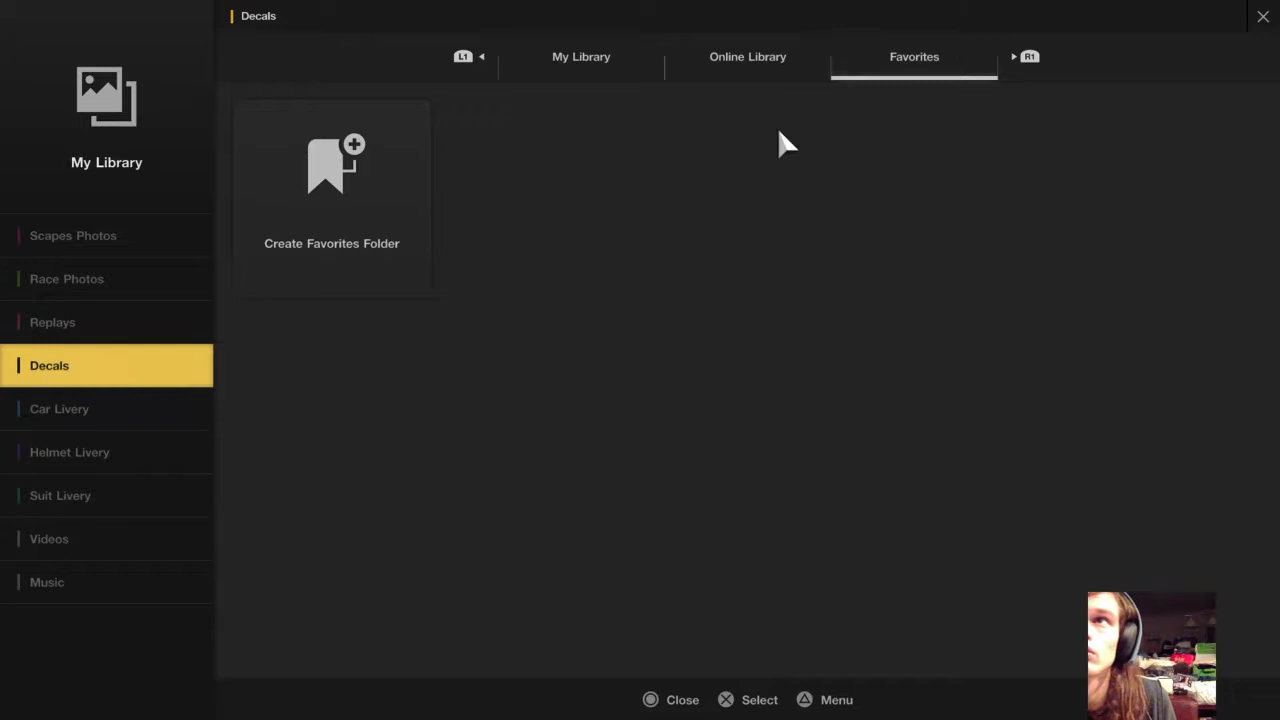 Decals
L1
My Library
Online Library
Favorites
R1
My Library
Create Favorites Folder
Scapes Photos
Race Photos
Replays
Decals
Car Livery
Helmet Livery
Suit Livery
Videos
Music
Close
Select
Menu